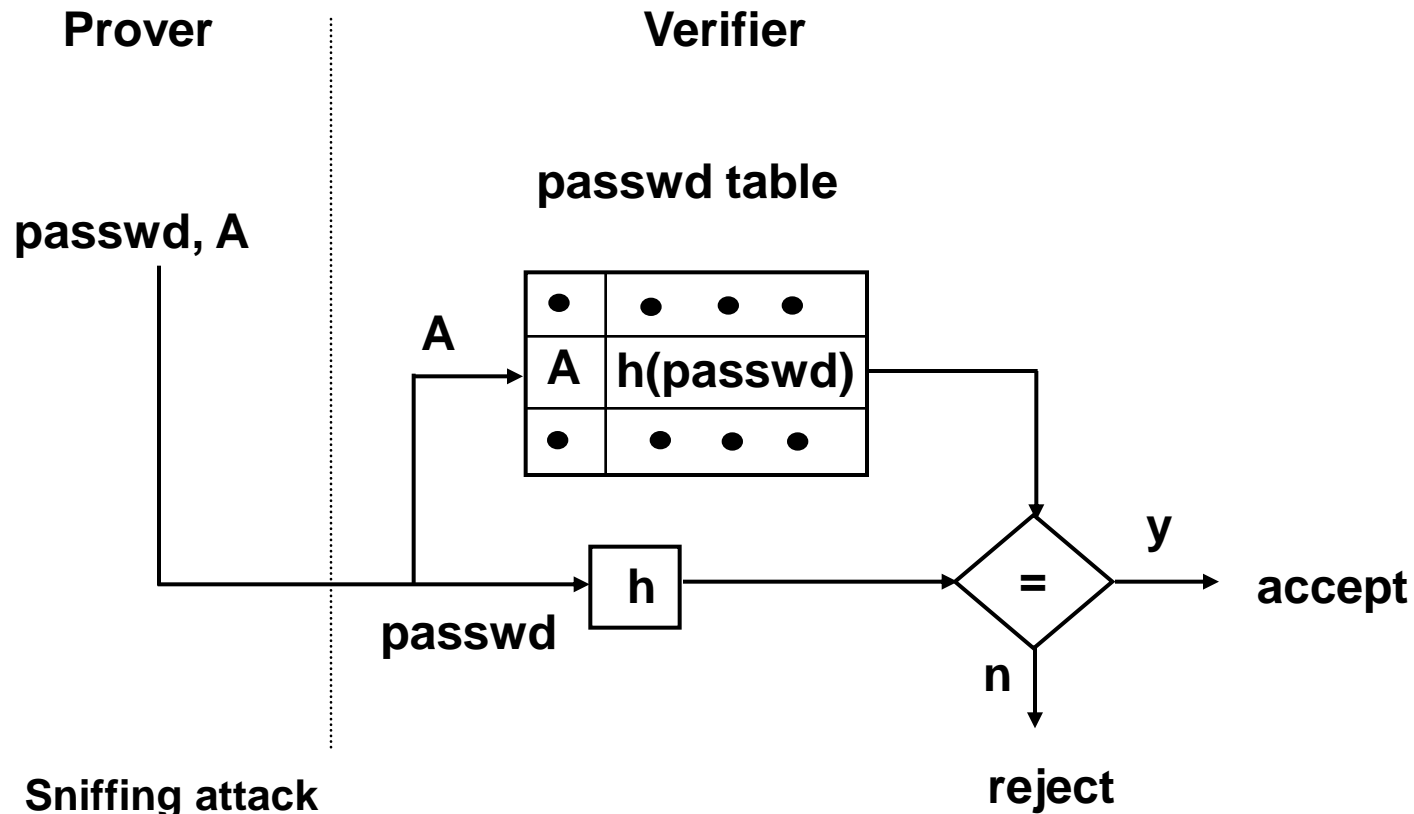 Prover
Verifier
passwd table
passwd, A
A
A
h(passwd)
h
passwd
=
y
accept
n
reject
Sniffing attack